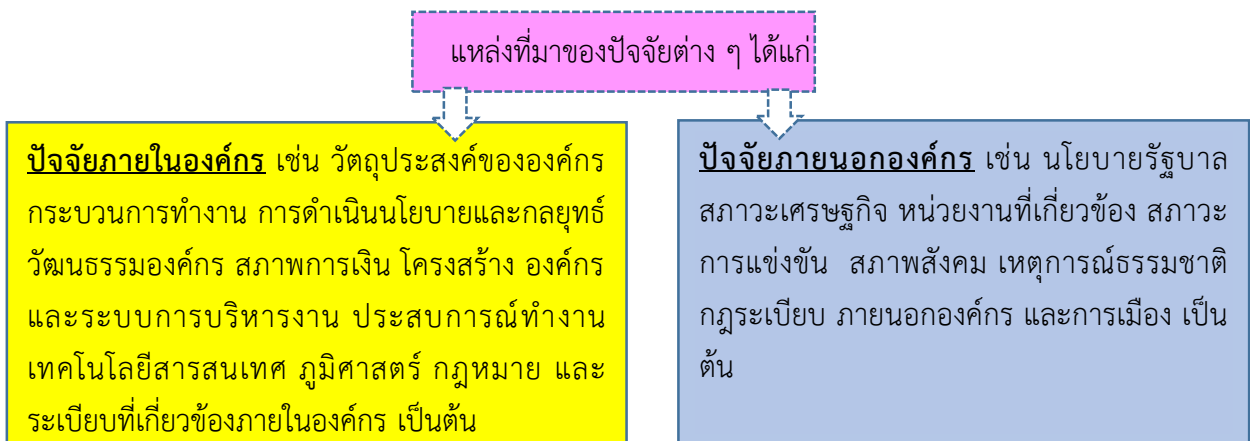 แหล่งที่มาของปัจจัยต่าง ๆ ได้แก่
ปัจจัยภายในองค์กร เช่น วัตถุประสงค์ขององค์กร
กระบวนการทำงาน การดำเนินนโยบายและกลยุทธ์
วัฒนธรรมองค์กร สภาพการเงิน โครงสร้าง องค์กร
และระบบการบริหารงาน ประสบการณ์ทำงาน
เทคโนโลยีสารสนเทศ ภูมิศาสตร์ กฎหมาย และ
ระเบียบที่เกี่ยวข้องภายในองค์กร เป็นต้น
ปัจจัยภายนอกองค์กร เช่น นโยบายรัฐบาล
สภาวะเศรษฐกิจ หน่วยงานที่เกี่ยวข้อง สภาวะ
การแข่งขัน สภาพสังคม เหตุการณ์ธรรมชาติ
กฎระเบียบ ภายนอกองค์กร และการเมือง เป็น
ต้น